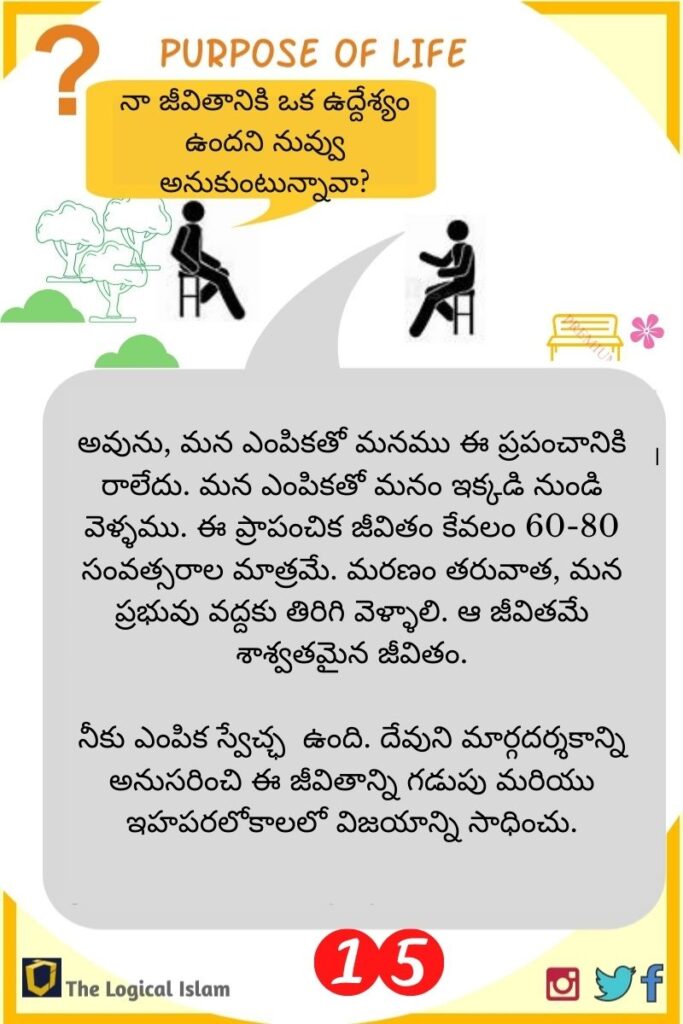 ?
PURPOSE OF LIFE
నా జీవితానికి ఒక ఉద్దేశ్యం
ఉందని నువ్వు
అనుకుంటున్నావా?
అవును, మన ఎంపికతో మనము ఈ ప్రపంచానికి
రాలేదు. మన ఎంపికతో మనం ఇక్కడి నుండి
వెళ్ళము. ఈ ప్రాపంచిక జీవితం కేవలం 60-80
సంవత్సరాల మాత్రమే. మరణం తరువాత, మన
ప్రభువు వద్దకు తిరిగి వెళ్ళాలి. ఆ జీవితమే
శాశ్వతమైన జీవితం.
నీకు ఎంపిక స్వేచ్ఛ ఉంది. దేవుని మార్గదర్శకాన్ని
అనుసరించి ఈ జీవితాన్ని గడుపు మరియు
ఇహపరలోకాలలో విజయాన్ని సాధించు.
15
The Logical Islam